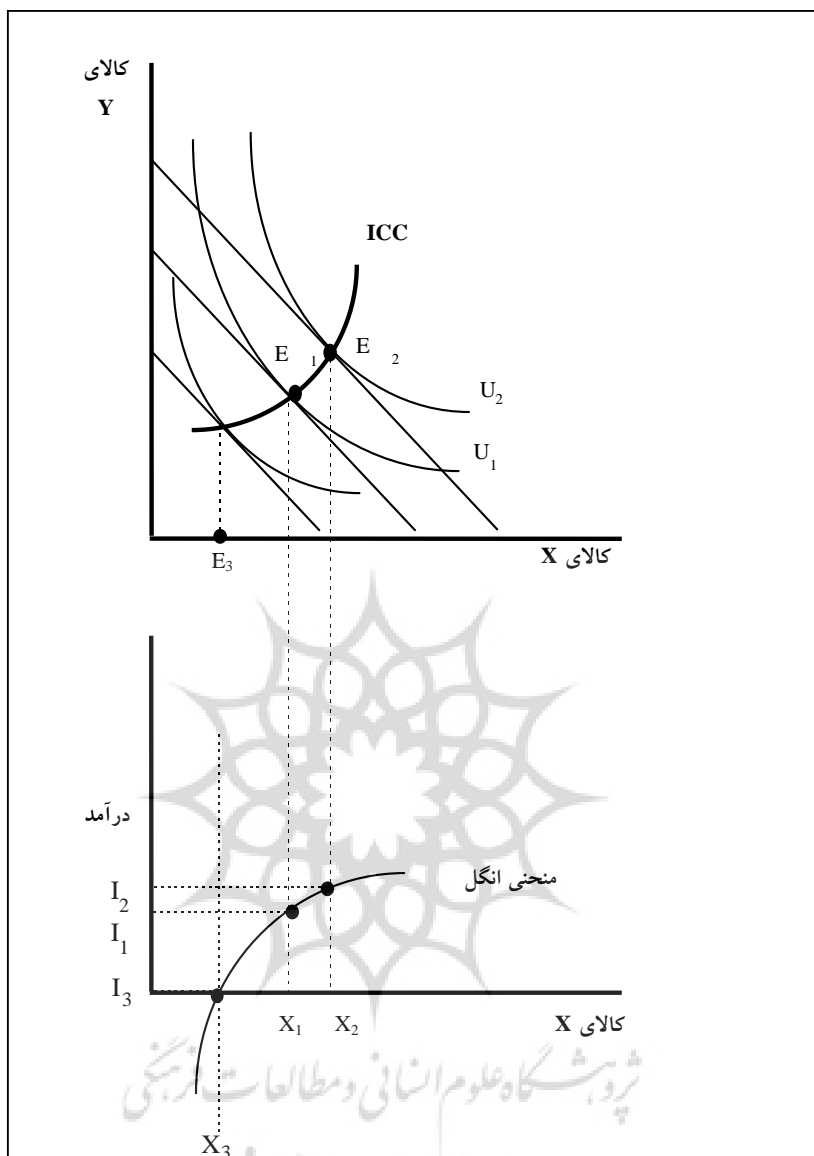 کالای
Y
ICC
E 1 E 2
U2
U1
E3
کالای X
درآمد
منحنی انگل
I2
I1
I3
X1 X2 کالای X
پژوهشگاه علوم انسانی و مطالعات فرهنگی
X3